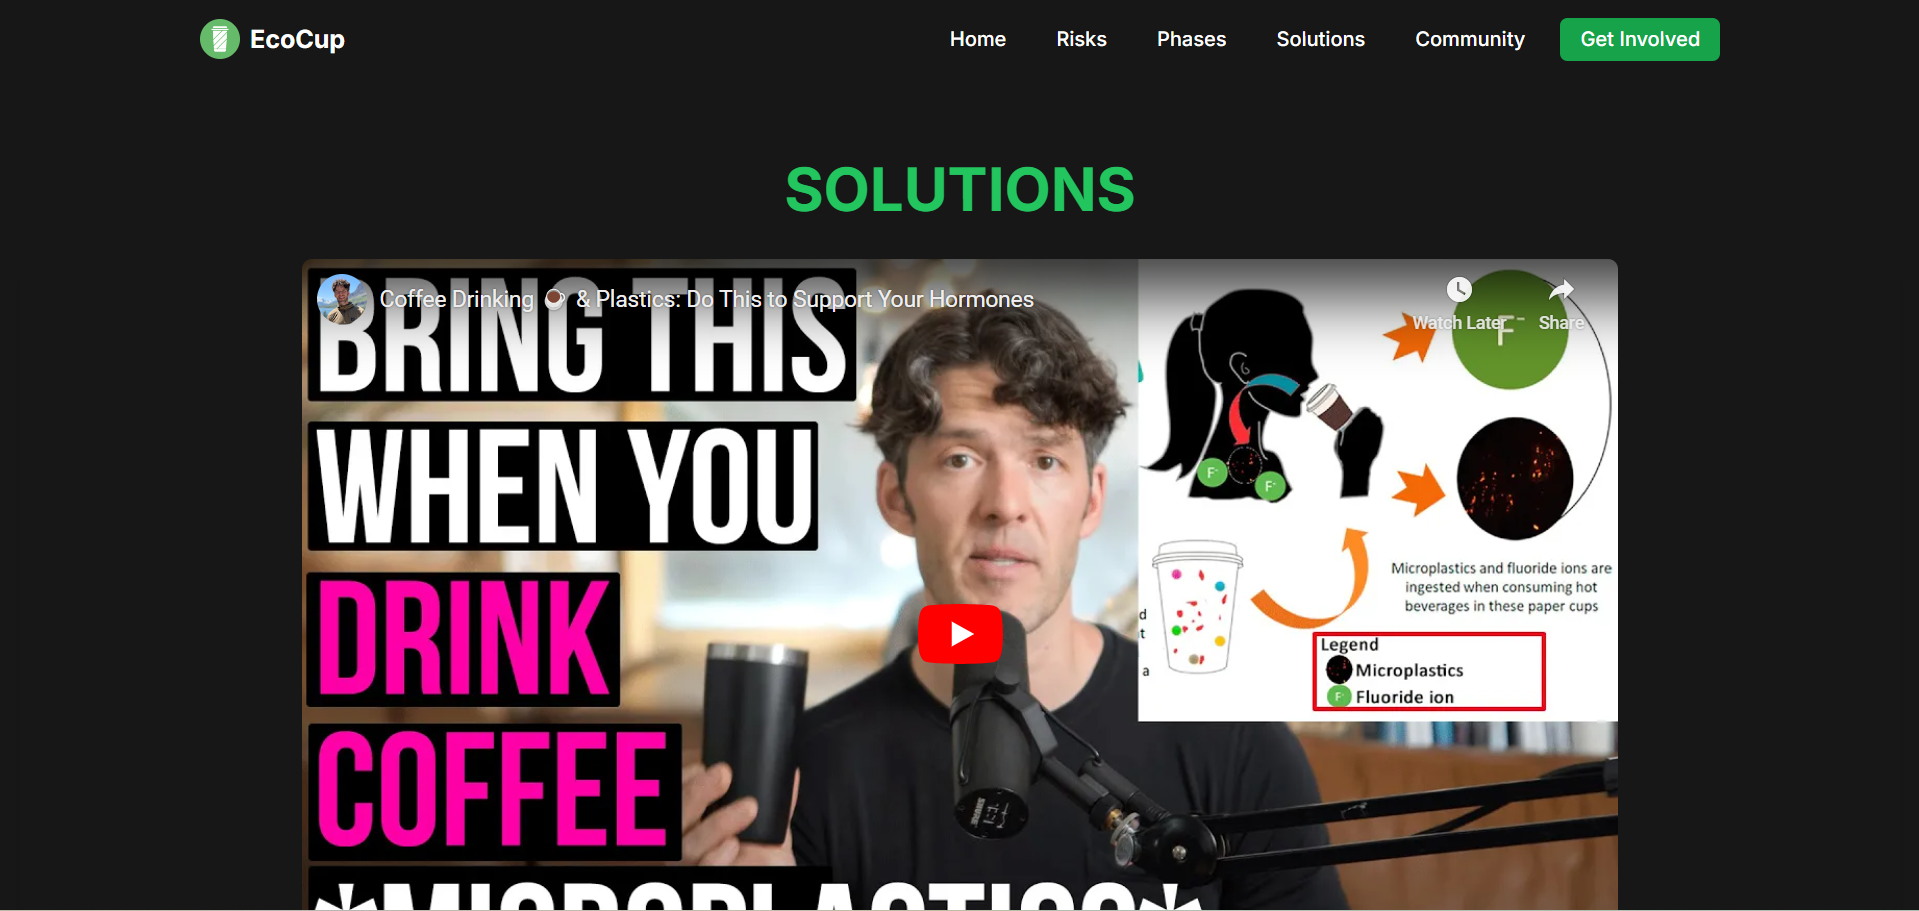 EcoCup
Home Risks Phases Solutions Community Get Involved
SOLUTIONS
Coffee Drinking ☕ & Plastics: Do This to Support Your Hormones
Watch Later Share
BRING THIS
WHEN YOU
DRINK
COFFEE
*MICROPLASTICS*
F⁻
F⁻
F⁻
Microplastics and fluoride ions are
ingested when consuming hot
beverages in these paper cups
d
t
a
Legend
Microplastics
F⁻ Fluoride ion